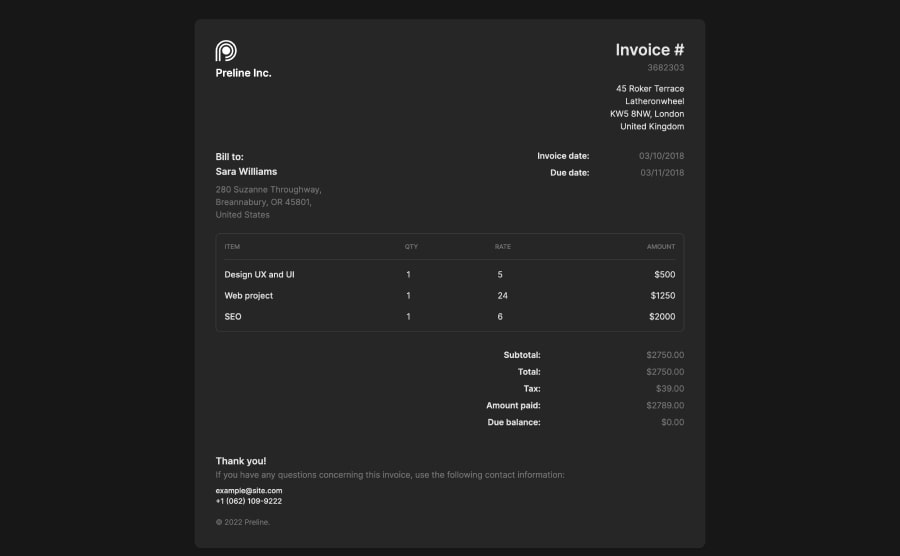 Preline Inc.
Invoice #
3682303
45 Roker Terrace
Latheronwheel
KW5 8NW, London
United Kingdom
Bill to:
Sara Williams
280 Suzanne Throughway,
Breannabury, OR 45801,
United States
Invoice date: 03/10/2018
Due date: 03/11/2018
ITEM QTY RATE AMOUNT
Design UX and UI 1 5 $500
Web project 1 24 $1250
SEO 1 6 $2000
Subtotal: $2750.00
Total: $2750.00
Tax: $39.00
Amount paid: $2789.00
Due balance: $0.00
Thank you!
If you have any questions concerning this invoice, use the following contact information:
example@site.com
+1 (062) 109-9222
© 2022 Preline.